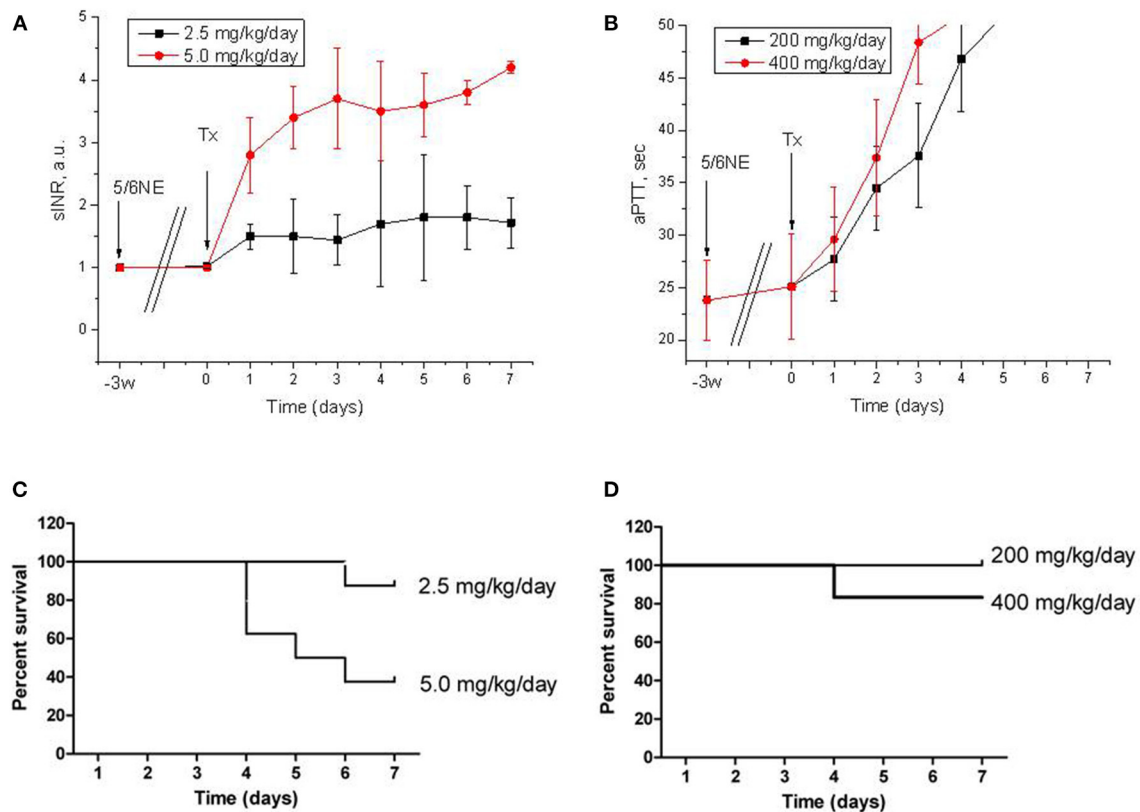 A
2.5 mg/kg/day
5.0 mg/kg/day
sINR, a.u.
5
4
3
2
1
0
5/6NE
Tx
-3w 0 1 2 3 4 5 6 7
Time (days)
B
200 mg/kg/day
400 mg/kg/day
aPTT, sec
50
45
40
35
30
25
20
5/6NE
Tx
-3w 0 1 2 3 4 5 6 7
Time (days)
C
Percent survival
120
100
80
60
40
20
0
2.5 mg/kg/day
5.0 mg/kg/day
1 2 3 4 5 6 7
Time (days)
D
Percent survival
120
100
80
60
40
20
0
200 mg/kg/day
400 mg/kg/day
1 2 3 4 5 6 7
Time (days)